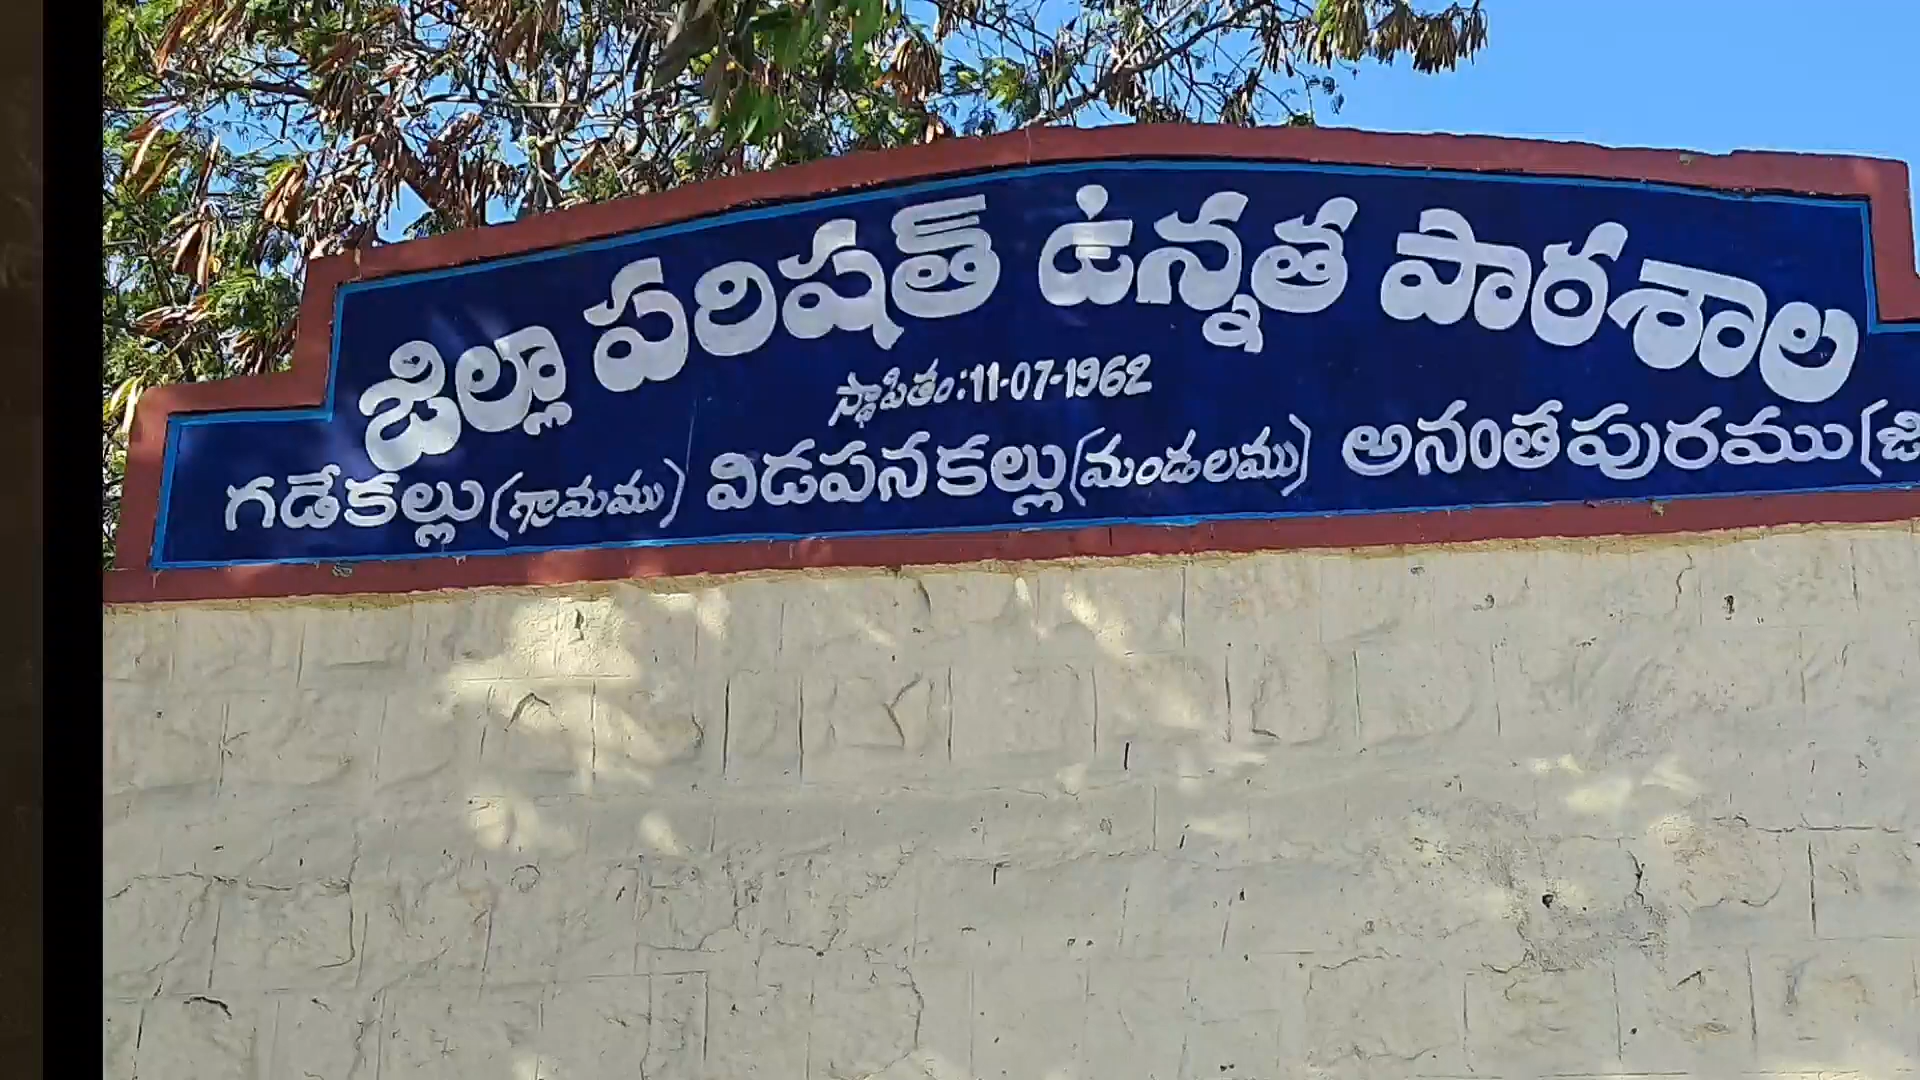 జిల్లా పరిషత్ ఉన్నత పాఠశాల
స్థాపితం:11-07-1962
గడేకల్లు(గ్రామము) విడపనకల్లు(మండలము) అనంతపురము(జి